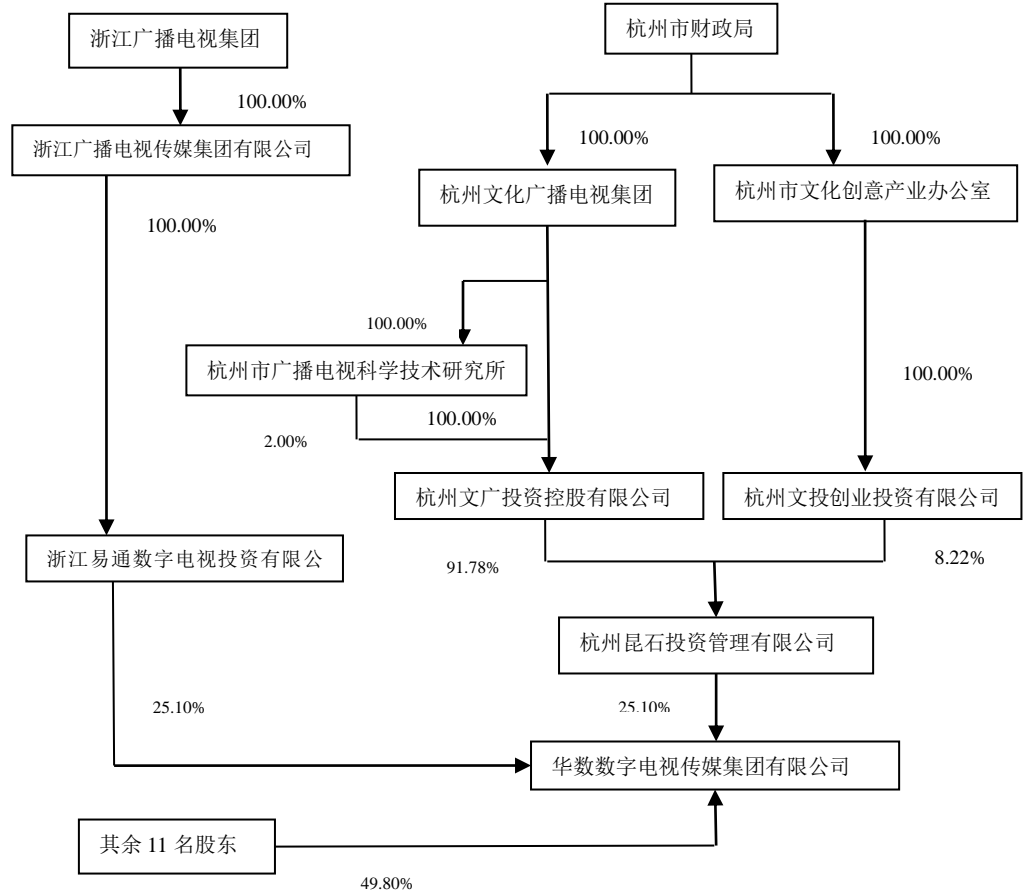 浙江广播电视集团
杭州市财政局
100.00%
浙江广播电视传媒集团有限公司
100.00%
100.00%
杭州文化广播电视集团
杭州市文化创意产业办公室
100.00%
100.00%
杭州市广播电视科学技术研究所
100.00%
100.00%
2.00%
杭州文广投资控股有限公司
杭州文投创业投资有限公司
浙江易通数字电视投资有限公
91.78%
8.22%
杭州昆石投资管理有限公司
25.10%
25.10%
华数数字电视传媒集团有限公司
其余 11 名股东
49.80%